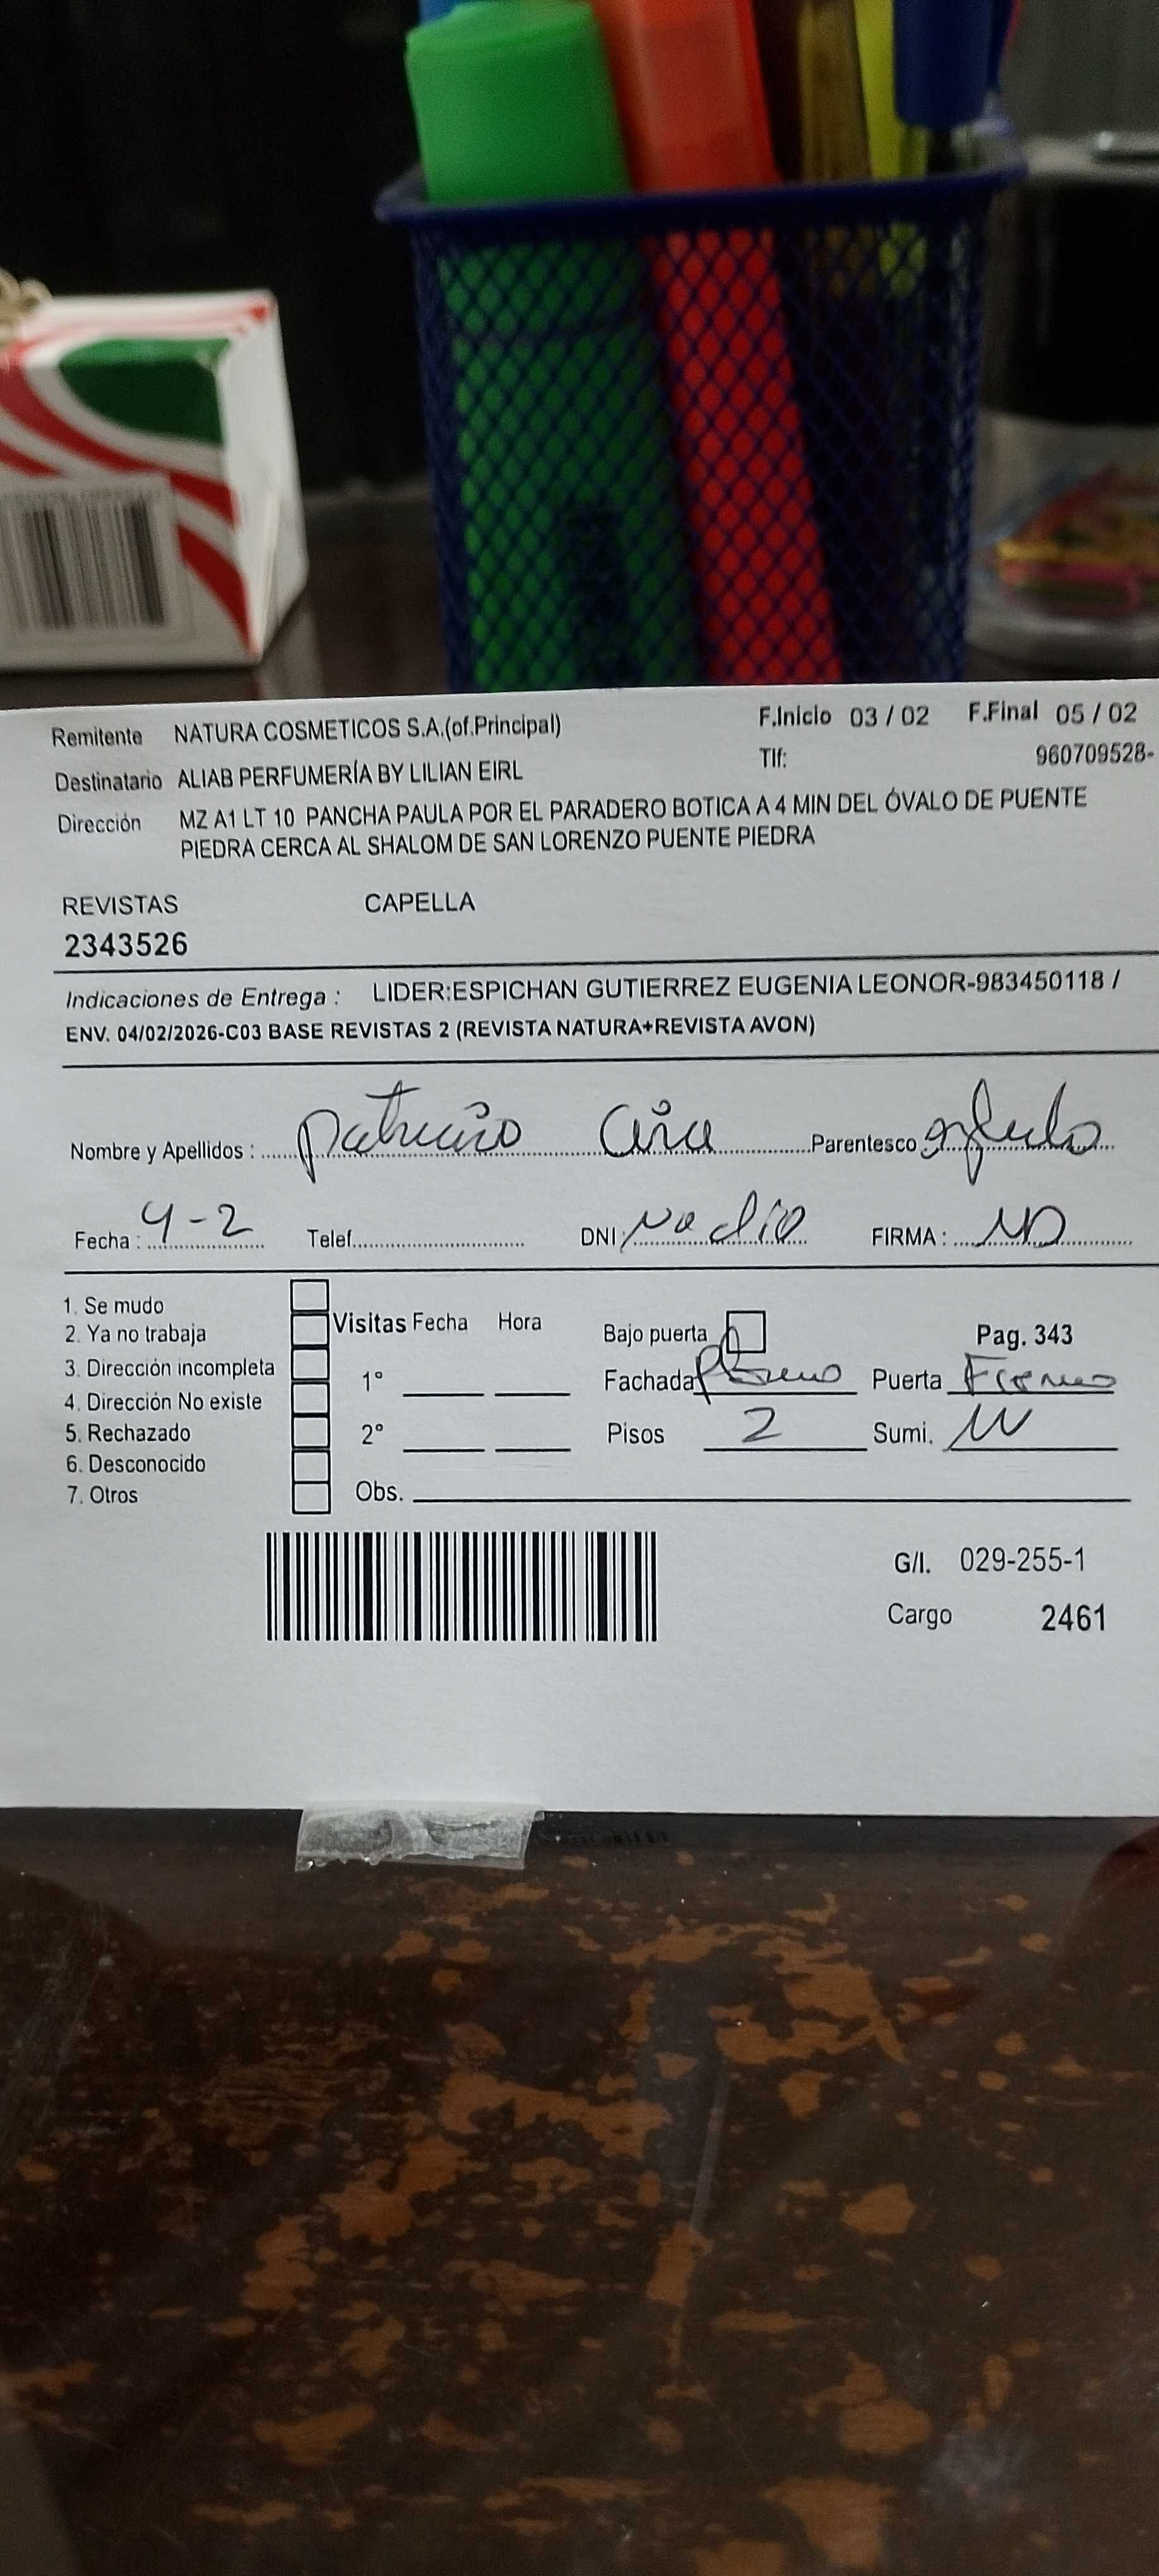 Remitente NATURA COSMETICOS S.A.(of.Principal) F.Inicio 03 / 02 F.Final 05 / 02
Tlf: 960709528-
Destinatario ALIAB PERFUMERÍA BY LILIAN EIRL
Dirección MZ A1 LT 10 PANCHA PAULA POR EL PARADERO BOTICA A 4 MIN DEL ÓVALO DE PUENTE
PIEDRA CERCA AL SHALOM DE SAN LORENZO PUENTE PIEDRA
REVISTAS CAPELLA
2343526
Indicaciones de Entrega : LIDER:ESPICHAN GUTIERREZ EUGENIA LEONOR-983450118 /
ENV. 04/02/2026-C03 BASE REVISTAS 2 (REVISTA NATURA+REVISTA AVON)
Nombre y Apellidos : Parentesco
Fecha : 4-2 Telef. DNI No dio FIRMA : ND
1. Se mudo
2. Ya no trabaja
3. Dirección incompleta
4. Dirección No existe
5. Rechazado
6. Desconocido
7. Otros
Visitas Fecha Hora
1°
2°
Obs.
Bajo puerta Pag. 343
Fachada Puerta
Pisos 2 Sumi.
G/I. 029-255-1
Cargo 2461